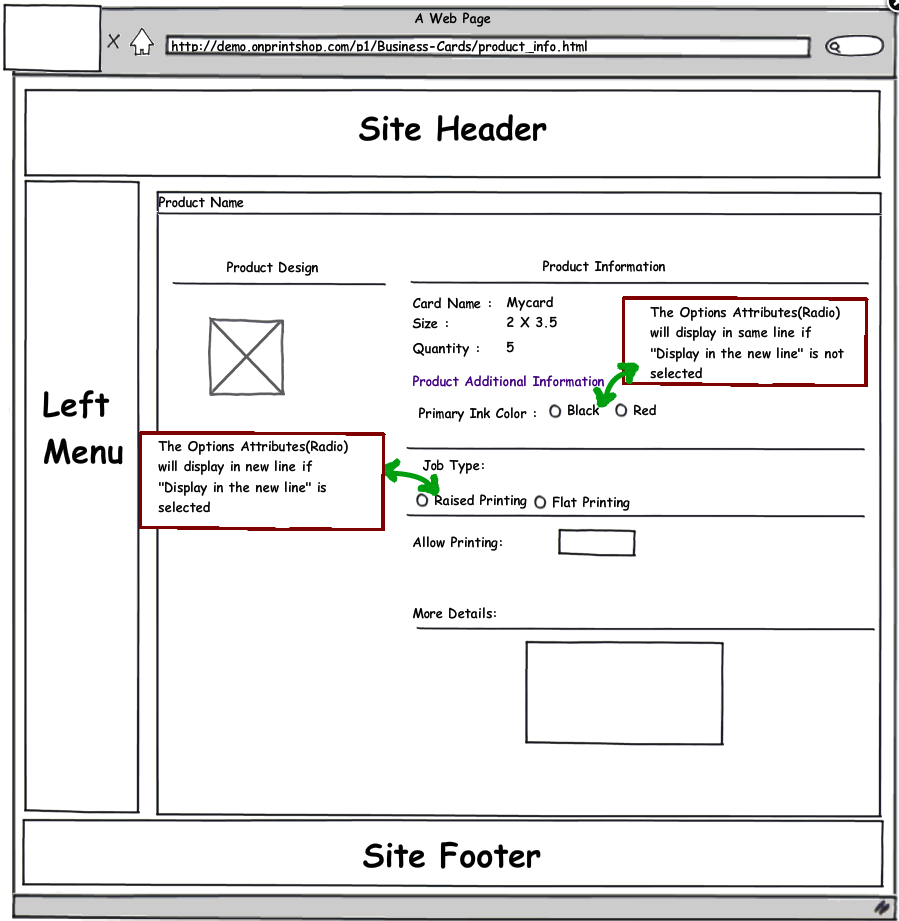 A Web Page
http://demo.onprintshop.com/p1/Business-Cards/product_info.html
Site Header
Left
Menu
Product Name
Product Design
Product Information
Card Name : Mycard
Size : 2 X 3.5
Quantity : 5
The Options Attributes(Radio)
will display in same line if
"Display in the new line" is not
selected
Product Additional Information
Primary Ink Color : Black Red
The Options Attributes(Radio)
will display in new line if
"Display in the new line" is
selected
Job Type:
Raised Printing Flat Printing
Allow Printing:
More Details:
Site Footer